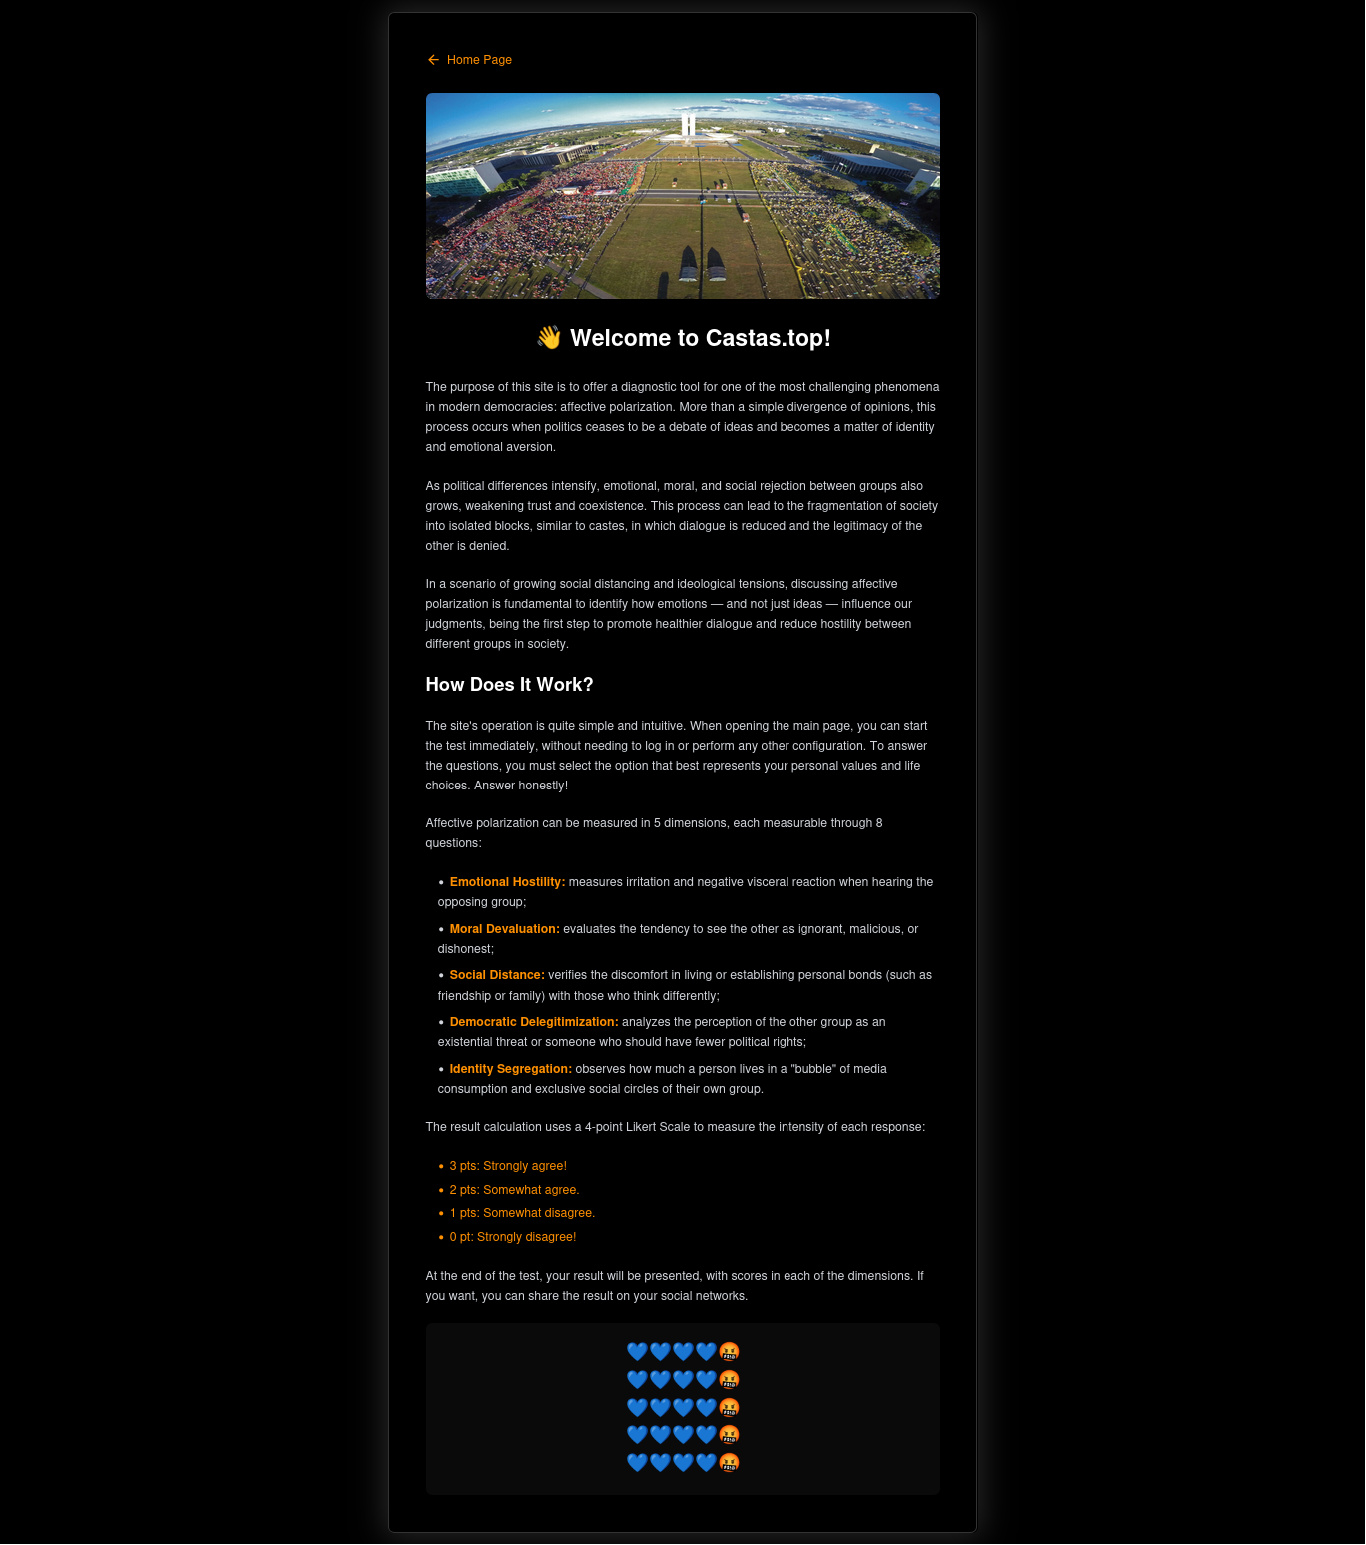 ← Home Page
👋 Welcome to Castas.top!
The purpose of this site is to offer a diagnostic tool for one of the most challenging phenomena
in modern democracies: affective polarization. More than a simple divergence of opinions, this
process occurs when politics ceases to be a debate of ideas and becomes a matter of identity
and emotional aversion.
As political differences intensify, emotional, moral, and social rejection between groups also
grows, weakening trust and coexistence. This process can lead to the fragmentation of society
into isolated blocks, similar to castes, in which dialogue is reduced and the legitimacy of the
other is denied.
In a scenario of growing social distancing and ideological tensions, discussing affective
polarization is fundamental to identify how emotions — and not just ideas — influence our
judgments, being the first step to promote healthier dialogue and reduce hostility between
different groups in society.
How Does It Work?
The site's operation is quite simple and intuitive. When opening the main page, you can start
the test immediately, without needing to log in or perform any other configuration. To answer
the questions, you must select the option that best represents your personal values and life
choices. Answer honestly!
Affective polarization can be measured in 5 dimensions, each measurable through 8
questions:
• Emotional Hostility: measures irritation and negative visceral reaction when hearing the
opposing group;
• Moral Devaluation: evaluates the tendency to see the other as ignorant, malicious, or
dishonest;
• Social Distance: verifies the discomfort in living or establishing personal bonds (such as
friendship or family) with those who think differently;
• Democratic Delegitimization: analyzes the perception of the other group as an
existential threat or someone who should have fewer political rights;
• Identity Segregation: observes how much a person lives in a "bubble" of media
consumption and exclusive social circles of their own group.
The result calculation uses a 4-point Likert Scale to measure the intensity of each response:
• 3 pts: Strongly agree!
• 2 pts: Somewhat agree.
• 1 pts: Somewhat disagree.
• 0 pt: Strongly disagree!
At the end of the test, your result will be presented, with scores in each of the dimensions. If
you want, you can share the result on your social networks.
💙💙💙💙🤬
💙💙💙💙🤬
💙💙💙💙🤬
💙💙💙💙🤬
💙💙💙💙🤬